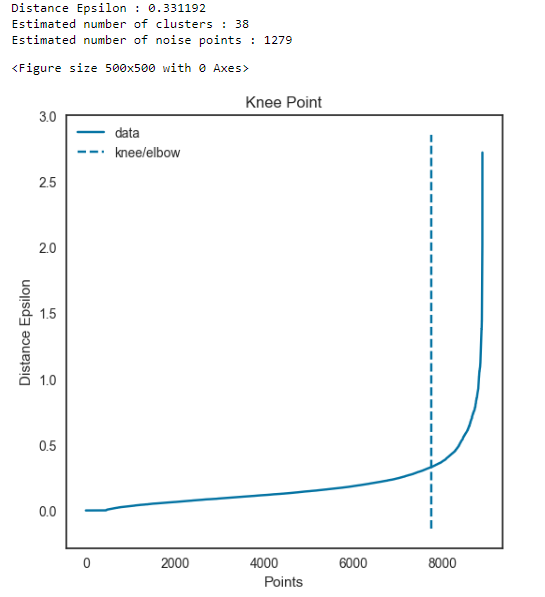 Distance Epsilon : 0.331192
Estimated number of clusters : 38
Estimated number of noise points : 1279
<Figure size 500x500 with 0 Axes>
Knee Point
3.0
data
knee/elbow
2.5
2.0
1.5
1.0
0.5
0.0
Distance Epsilon
0 2000 4000 6000 8000
Points